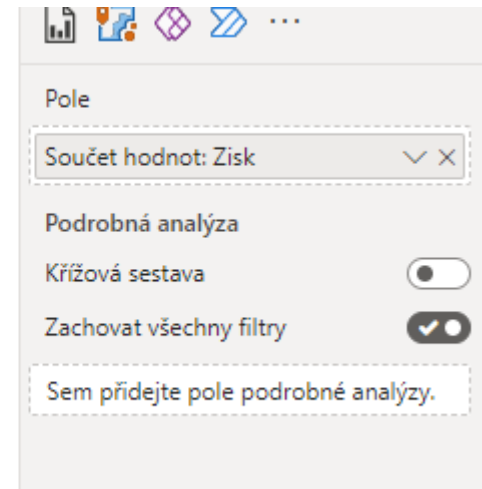 Pole
Součet hodnot: Zisk
Podrobná analýza
Křížová sestava
Zachovat všechny filtry
Sem přidejte pole podrobné analýzy.